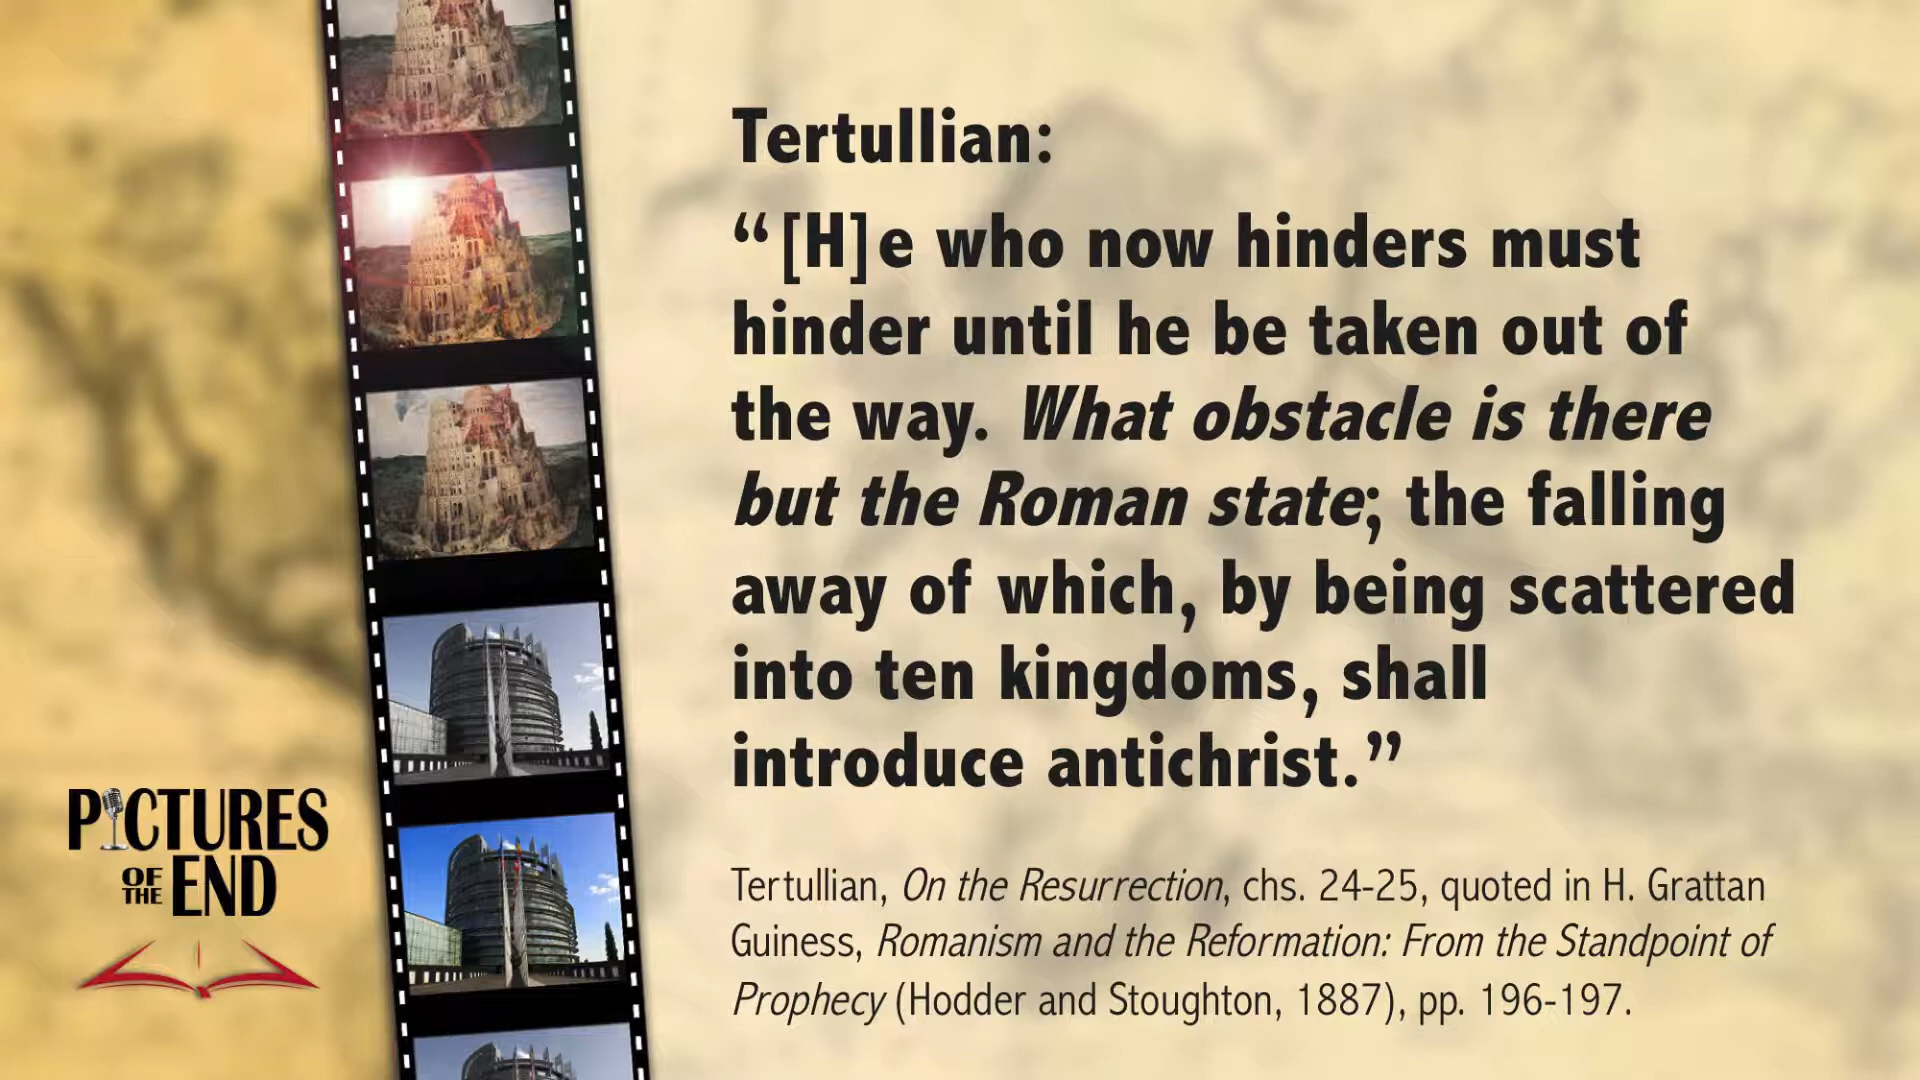 Tertullian:
“[H]e who now hinders must
hinder until he be taken out of
the way. What obstacle is there
but the Roman state; the falling
away of which, by being scattered
into ten kingdoms, shall
introduce antichrist.”
Tertullian, On the Resurrection, chs. 24-25, quoted in H. Grattan
Guiness, Romanism and the Reformation: From the Standpoint of
Prophecy (Hodder and Stoughton, 1887), pp. 196-197.
PICTURES
OF THE END